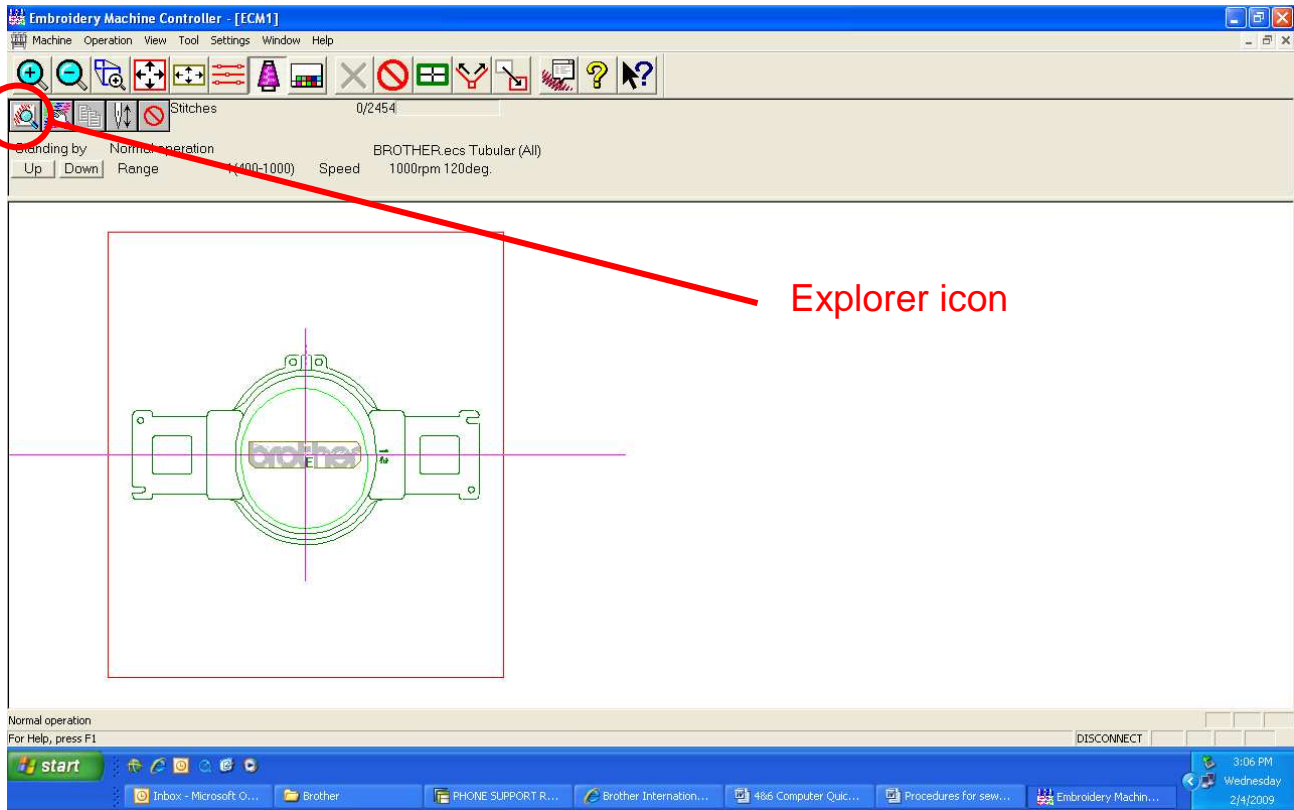 Embroidery Machine Controller - [ECM1]
Machine Operation View Tool Settings Window Help
Stitches 0/2454
Standing by Normal operation BROTHER.ecs Tubular (All)
Up Down Range 1(400-1000) Speed 1000rpm 120deg.
Explorer icon
brother
E
Normal operation
For Help, press F1 DISCONNECT
start 3:06 PM
Wednesday
Inbox - Microsoft O... Brother PHONE SUPPORT R... Brother Internation... 4&6 Computer Quic... Procedures for sew... Embroidery Machin... 2/4/2009